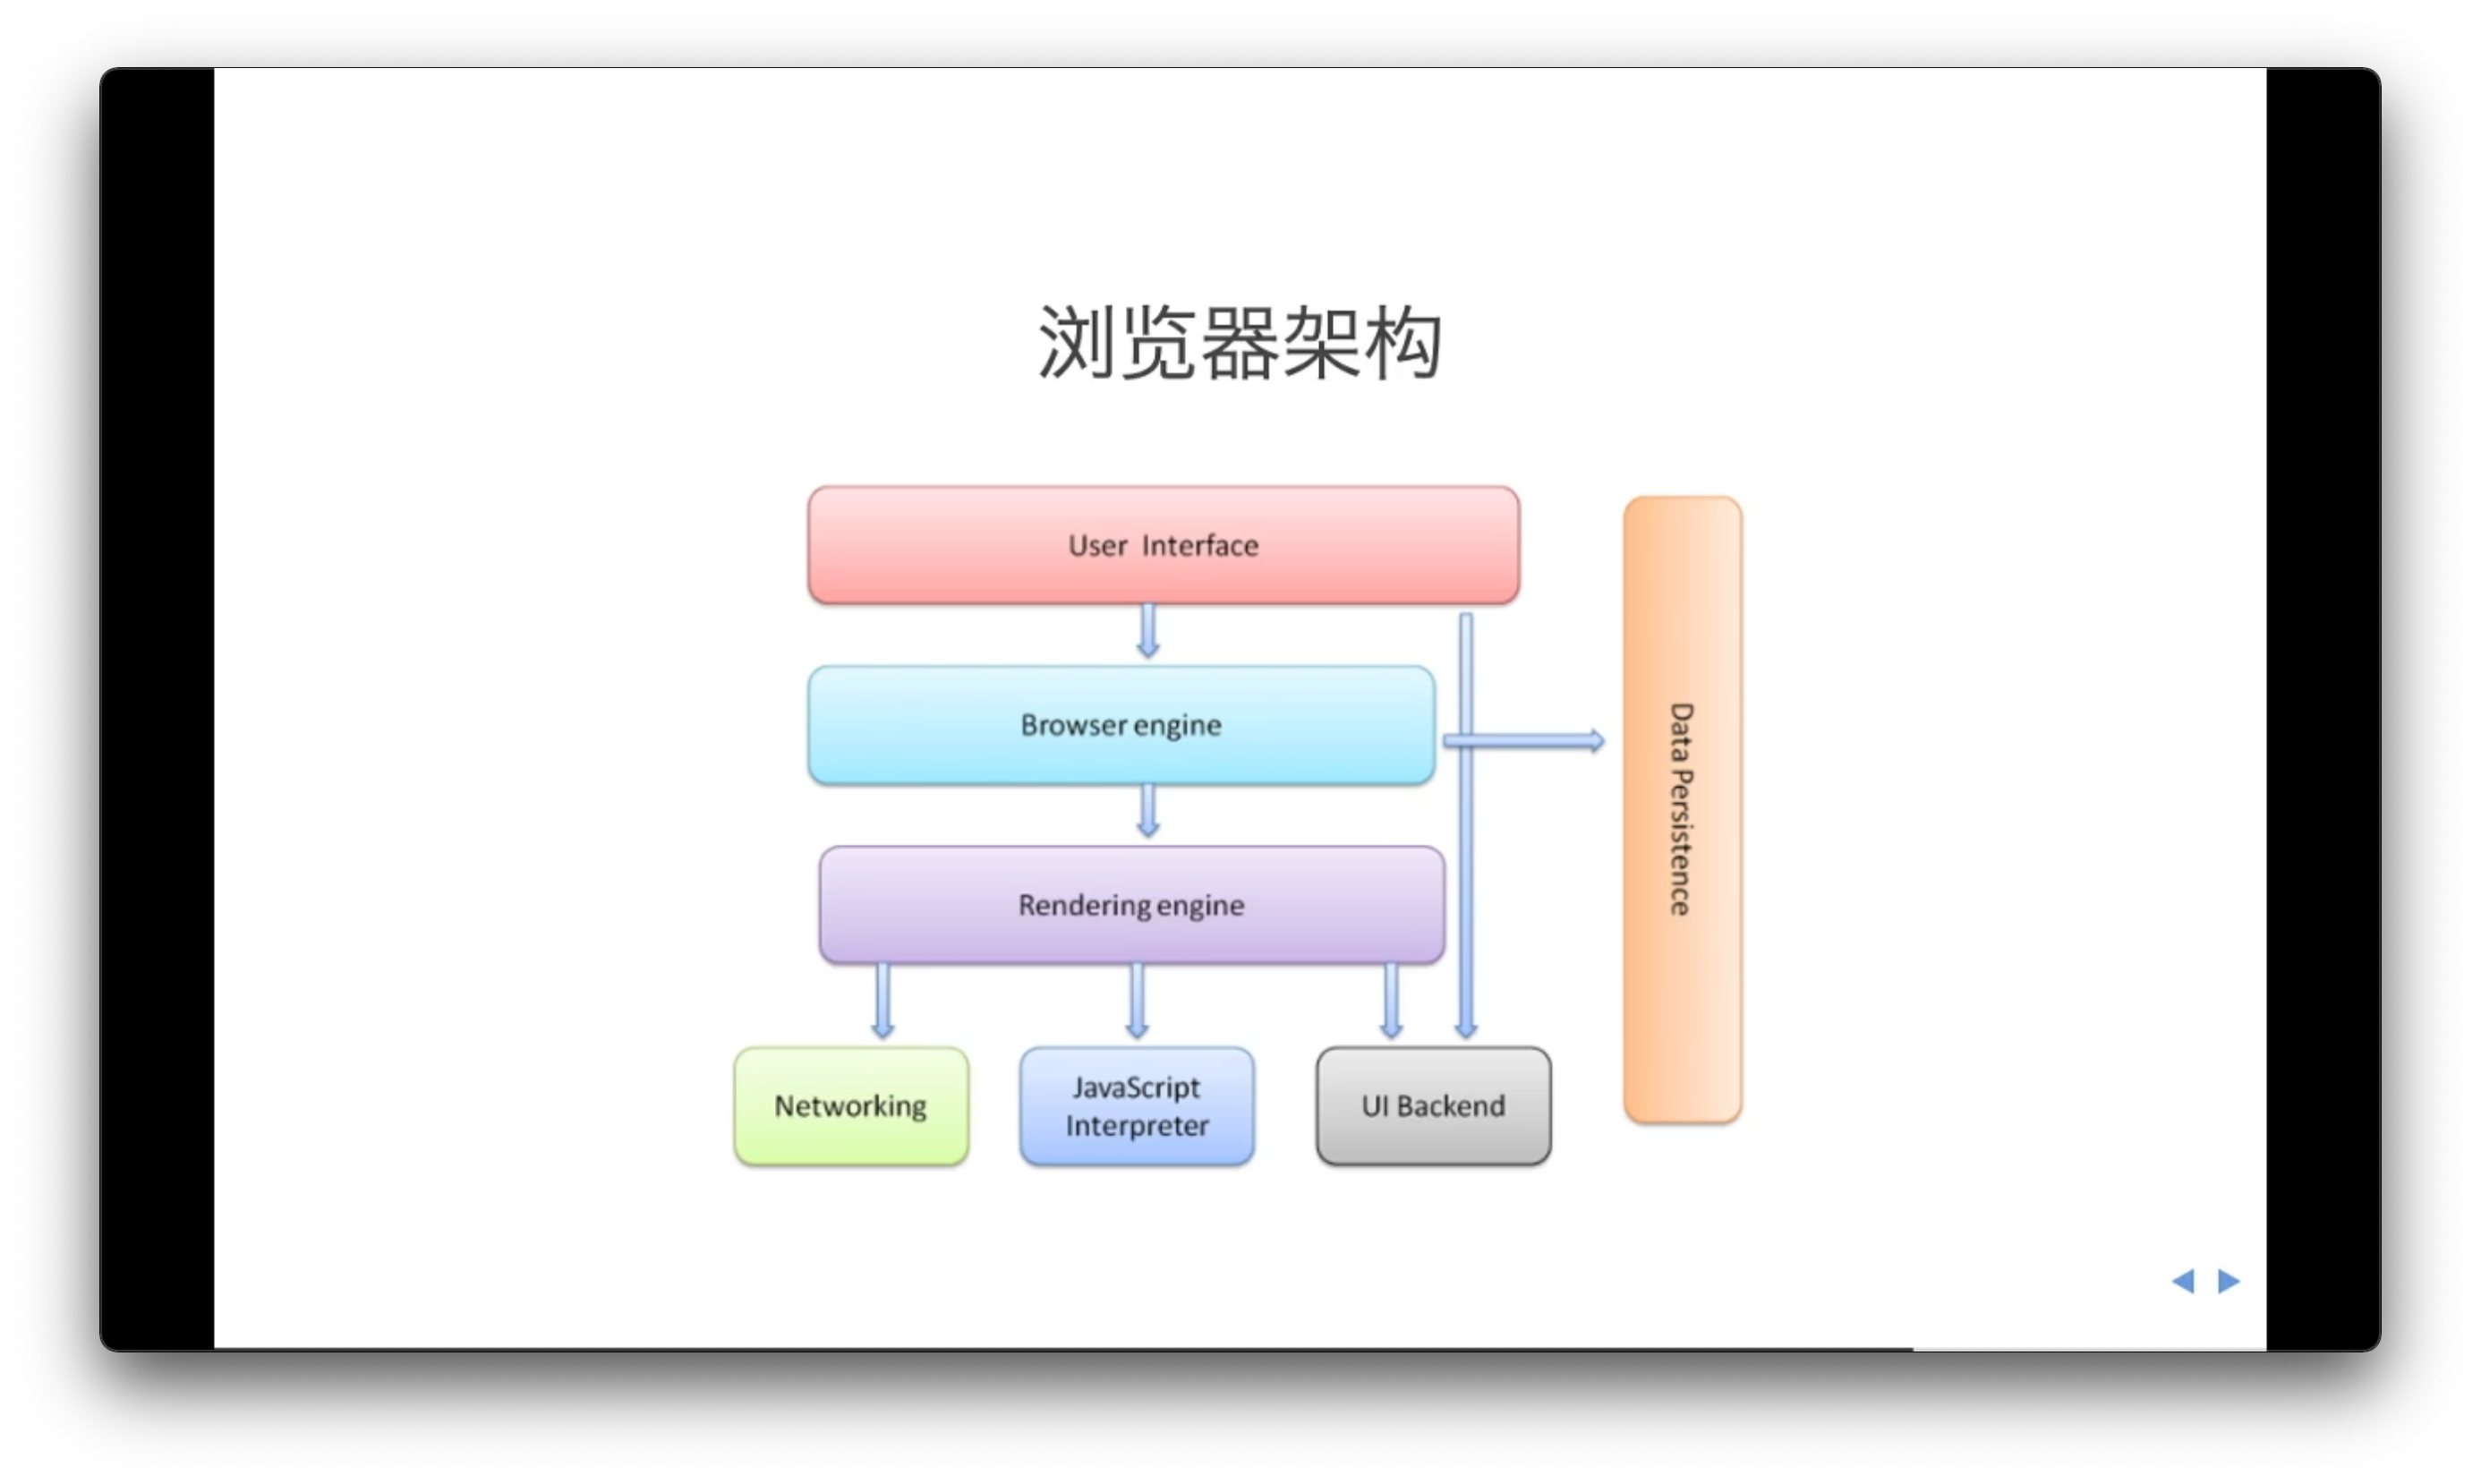 浏览器架构
User Interface
Browser engine
Data Persistence
Rendering engine
Networking
JavaScript
Interpreter
UI Backend